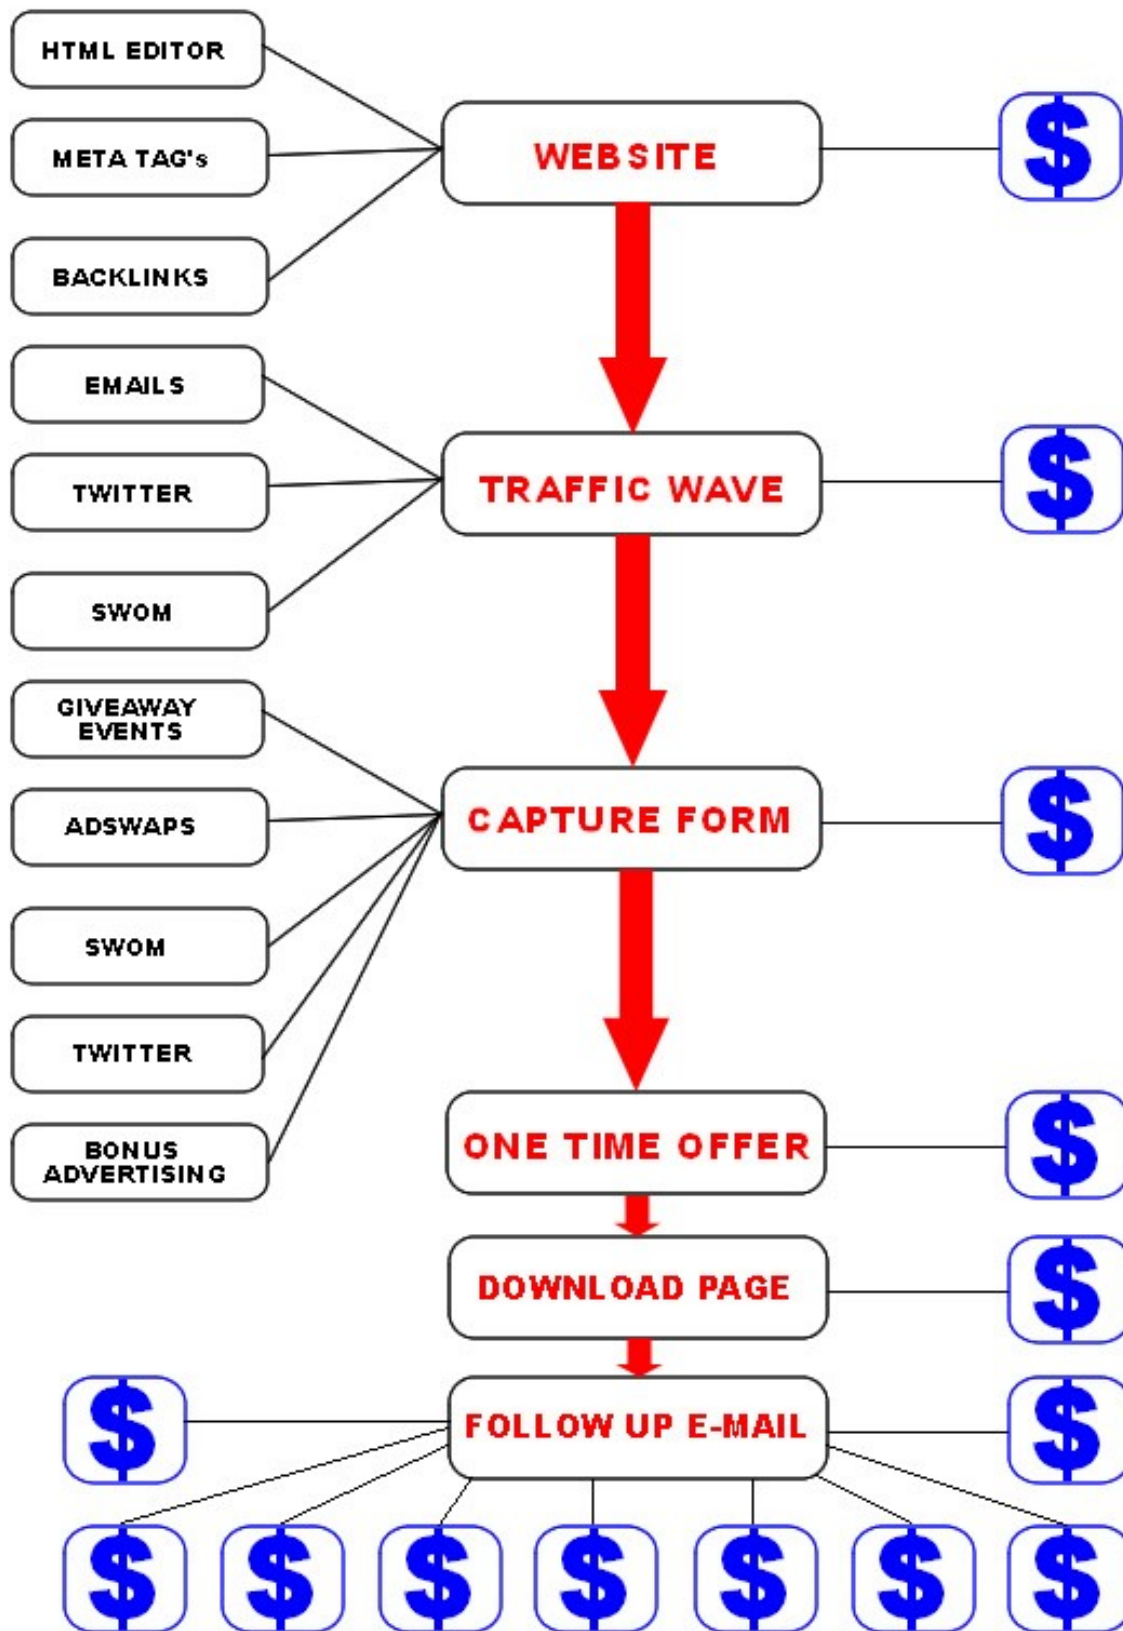 HTML EDITOR
META TAG's
BACKLINKS
WEBSITE
$
EMAILS
TWITTER
SWOM
TRAFFIC WAVE
$
GIVEAWAY
EVENTS
ADSWAPS
SWOM
TWITTER
BONUS
ADVERTISING
CAPTURE FORM
$
ONE TIME OFFER
$
DOWNLOAD PAGE
$
$
FOLLOW UP E-MAIL
$
$ $ $ $ $ $ $